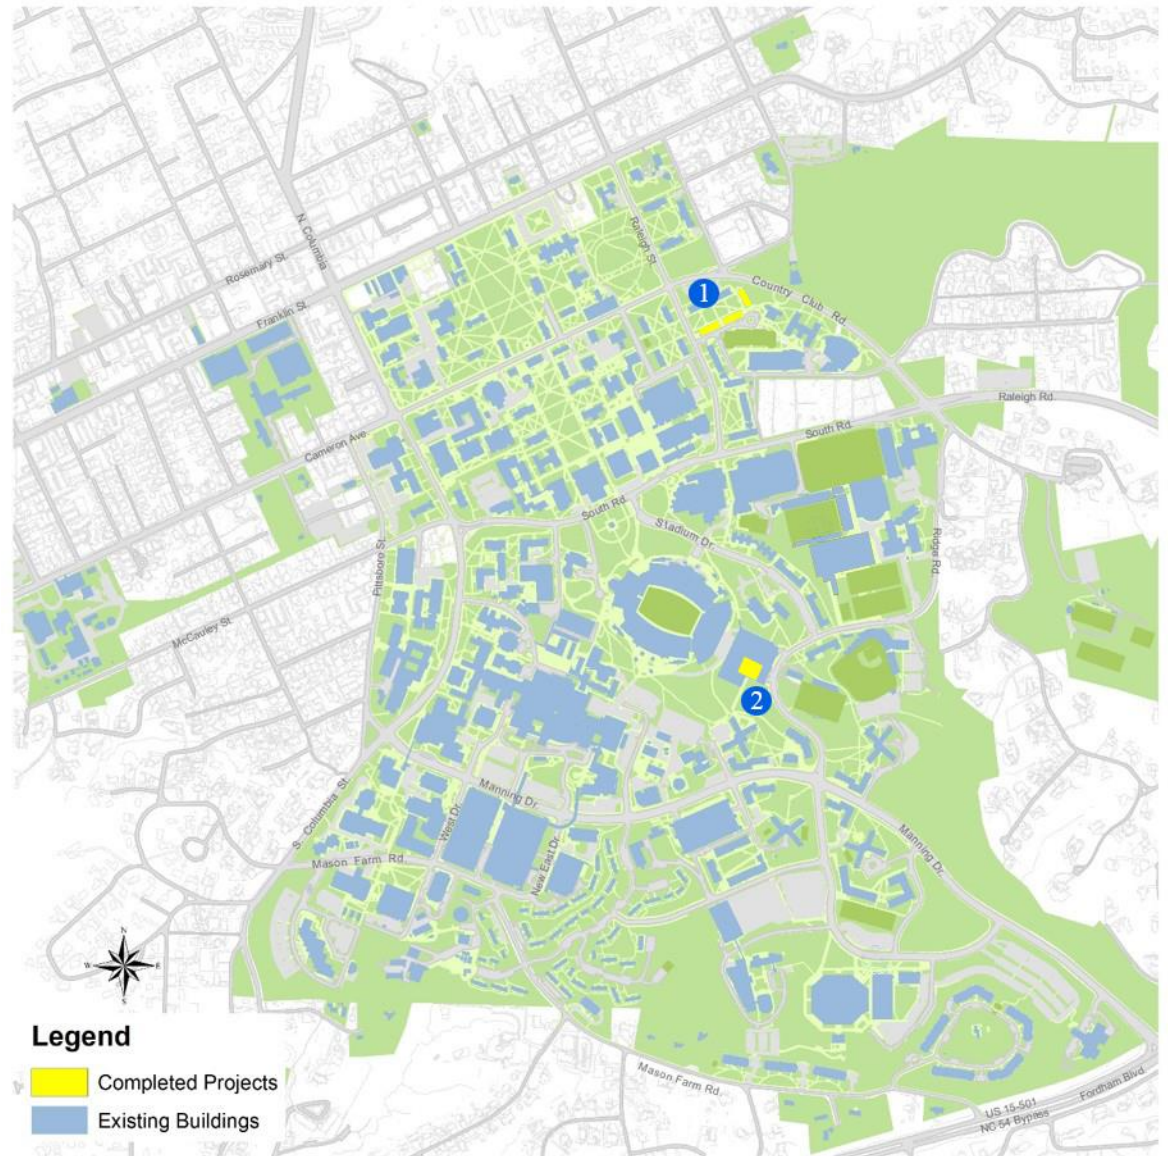 N. Columbia
Rosemary St.
Franklin St
Raleigh St.
1
Country Club Rd.
Raleigh Rd.
Cameron Ave.
South Rd.
South Rd.
Stadium Dr.
Ridge Rd.
Pittsboro St.
McCauley St.
2
Manning Dr.
S. Columbia St.
West Dr.
New East Dr.
Manning Dr.
Mason Farm Rd.
N
W
E
S
Legend
Completed Projects
Existing Buildings
Mason Farm Rd.
US 15-501
NC 54 Bypass
Fordham Blvd.